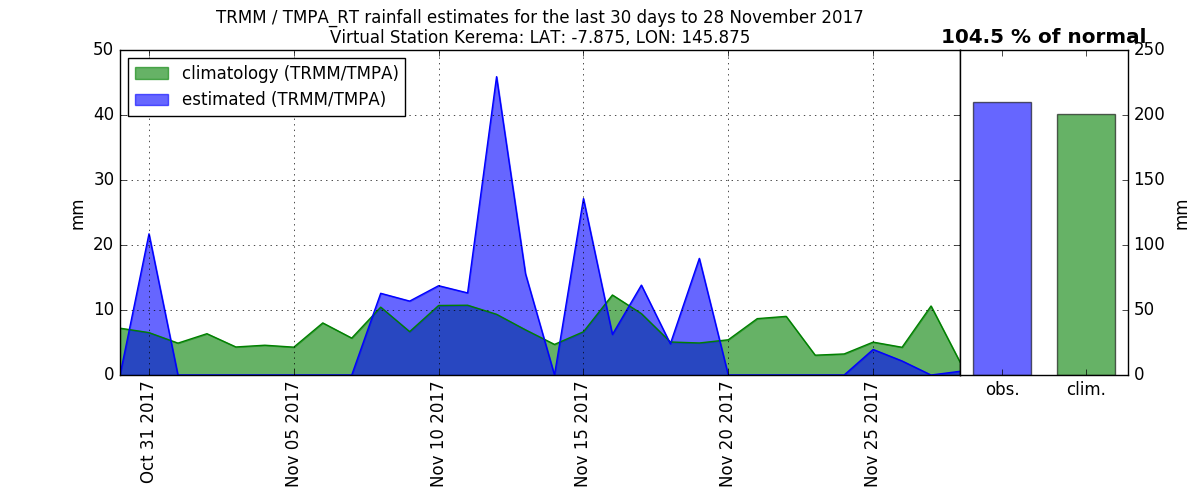 TRMM / TMPA_RT rainfall estimates for the last 30 days to 28 November 2017
Virtual Station Kerema: LAT: -7.875, LON: 145.875
104.5 % of normal
climatology (TRMM/TMPA)
estimated (TRMM/TMPA)
50
40
30
20
10
0
mm
Oct 31 2017
Nov 05 2017
Nov 10 2017
Nov 15 2017
Nov 20 2017
Nov 25 2017
obs.
clim.
250
200
150
100
50
0
mm